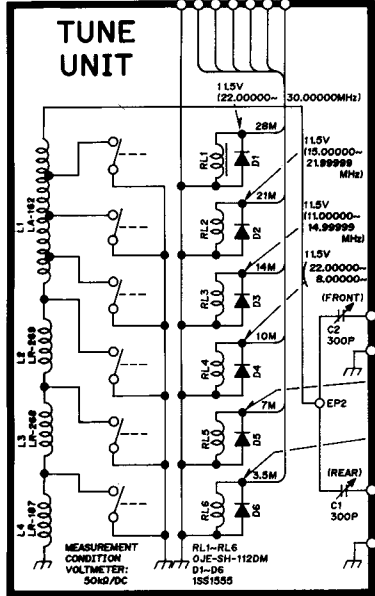 TUNE
UNIT
11.5V
(22.00000~ 30.00000MHz)
28M
RL1
D1
11.5V
(15.00000~
21.99999
MHz)
21M
RL2
D2
11.5V
(11.00000~
14.99999
MHz)
14M
RL3
D3
11.5V
(22.00000~
8.00000~
10M
RL4
D4
7M
RL5
D5
3.5M
RL6
D6
L1
LA-162
L2
LR-269
L3
LR-268
L4
LR-187
(FRONT)
C2
300P
EP2
(REAR)
C1
300P
MEASUREMENT
CONDITION
VOLTMETER:
50kΩ/DC
RL1~RL6
OJE-SH-112DM
D1~D6
1SS1555